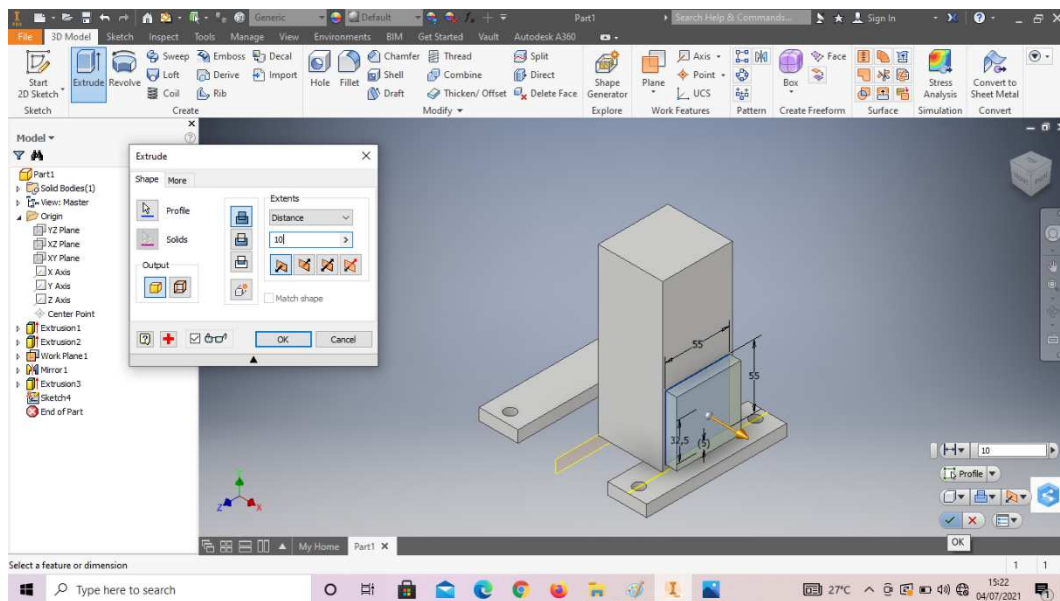 Generic Default Part1 Search Help & Commands... Sign In
File 3D Model Sketch Inspect Tools Manage View Environments BIM Get Started Vault Autodesk A360
Start 2D Sketch Extrude Revolve Sweep Emboss Decal Hole Fillet Chamfer Thread Split Shape Generator Plane Axis Box Face Stress Analysis Convert to Sheet Metal
Loft Derive Import Shell Combine Direct Point
Coil Rib Draft Thicken/ Offset Delete Face UCS
Sketch Create Modify Explore Work Features Pattern Create Freeform Surface Simulation Convert
Model
Part1
Solid Bodies(1)
View: Master
Origin
YZ Plane
XZ Plane
XY Plane
X Axis
Y Axis
Z Axis
Center Point
Extrusion1
Extrusion2
Work Plane1
Mirror1
Extrusion3
Sketch4
End of Part
Extrude
Shape More
Profile
Solids
Output
Extents
Distance
10
Match shape
OK Cancel
55
55
32,5 (5)
z x
10
Profile
OK
My Home Part1
Select a feature or dimension 1 1
Type here to search 27°C 15:22
04/07/2021